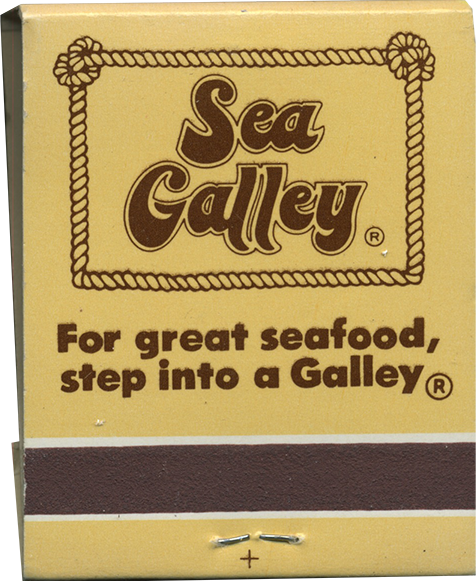 Sea
Galley®
For great seafood,
step into a Galley®